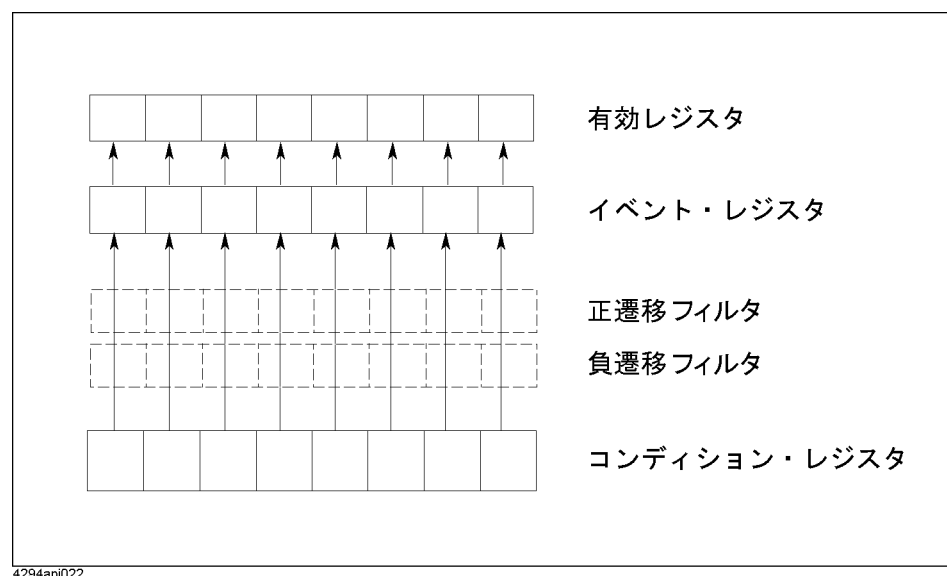 有効レジスタ
イベント・レジスタ
正遷移フィルタ
負遷移フィルタ
コンディション・レジスタ
4294apj022